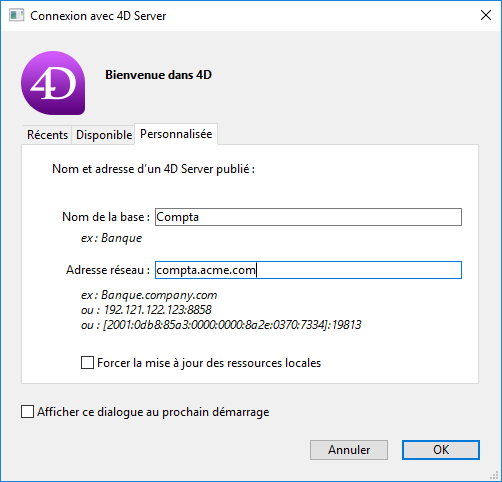 Connexion avec 4D Server
4D
Bienvenue dans 4D
Récents Disponible Personnalisée
Nom et adresse d'un 4D Server publié :
Nom de la base : Compta
ex : Banque
Adresse réseau : compta.acme.com
ex : Banque.company.com
ou : 192.121.122.123:8858
ou : [2001:0db8:85a3:0000:0000:8a2e:0370:7334]:19813
Forcer la mise à jour des ressources locales
Afficher ce dialogue au prochain démarrage
Annuler OK